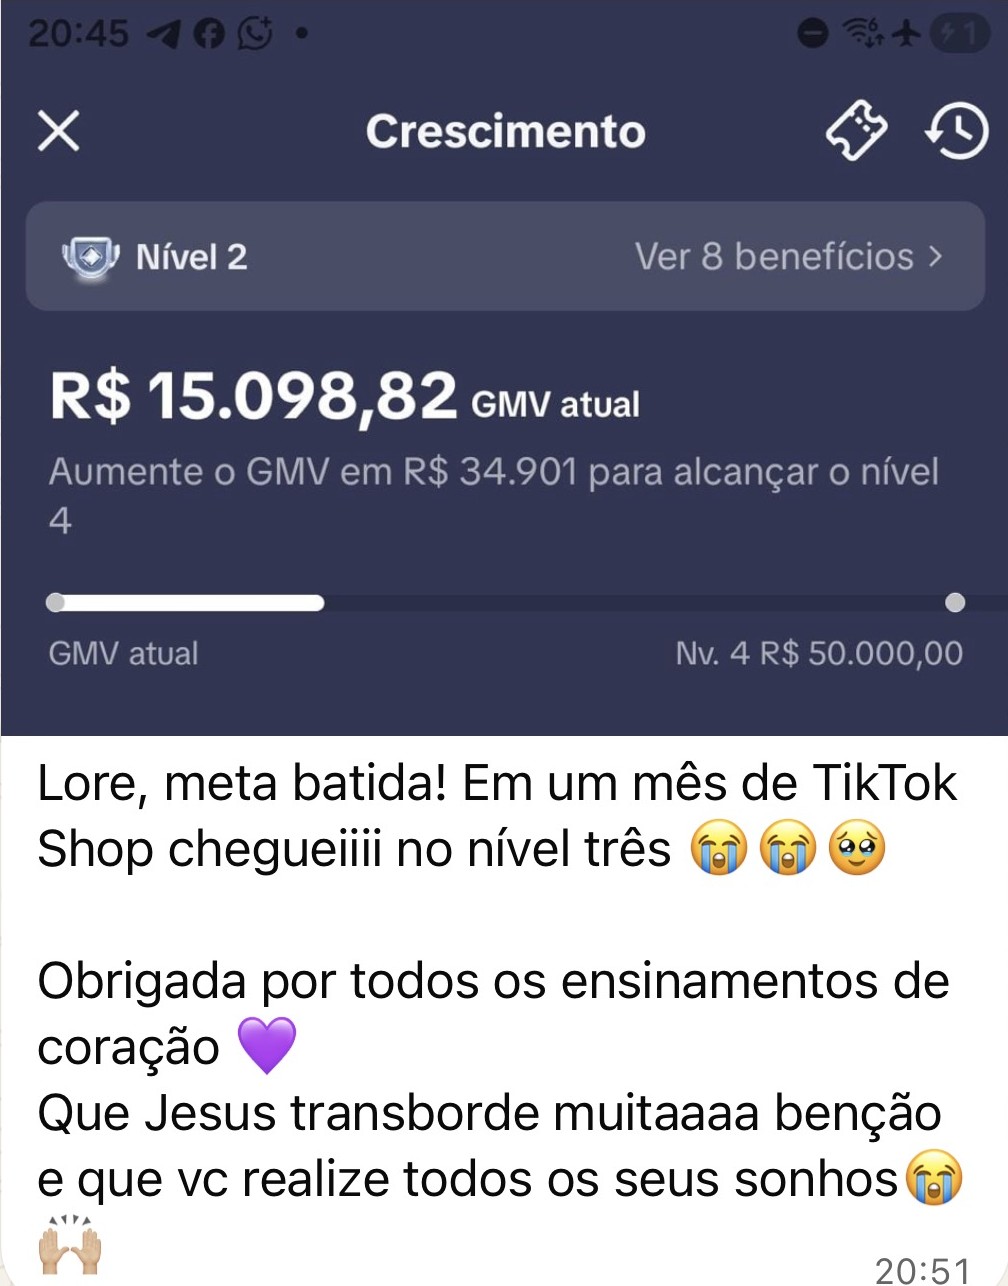 20:45
1
Crescimento
Nível 2
Ver 8 benefícios >
R$ 15.098,82 GMV atual
Aumente o GMV em R$ 34.901 para alcançar o nível
4
GMV atual
Nv. 4 R$ 50.000,00
Lore, meta batida! Em um mês de TikTok
Shop chegueiiii no nível três 😭😭🥹
Obrigada por todos os ensinamentos de
coração 💜
Que Jesus transborde muitaaaa benção
e que vc realize todos os seus sonhos😭
🙌🏼
20:51